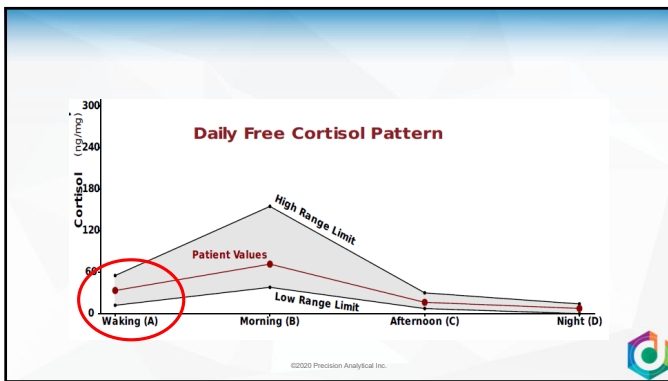 Daily Free Cortisol Pattern
Cortisol (ng/mg)
300
240
180
120
60
0
High Range Limit
Patient Values
Low Range Limit
Waking (A) Morning (B) Afternoon (C) Night (D)
©2020 Precision Analytical Inc.